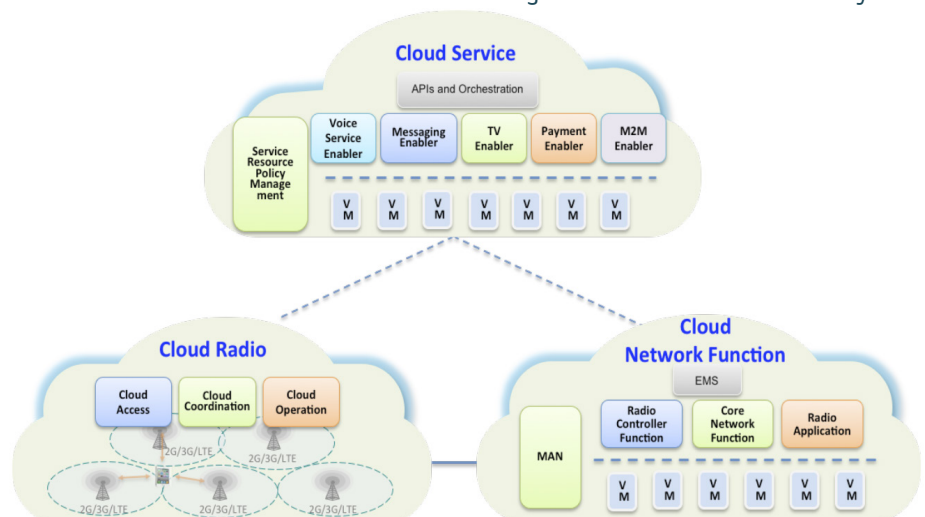 Cloud Service
APIs and Orchestration
Service
Resource
Policy
Manage
ment
Voice
Service
Enabler
Messaging
Enabler
TV
Enabler
Payment
Enabler
M2M
Enabler
V
M
V
M
V
M
V
M
V
M
V
M
V
M
Cloud Radio
Cloud
Access
Cloud
Coordination
Cloud
Operation
2G/3G/LTE
2G/3G/LTE
2G/3G/LTE
2G/3G/LTE
2G/3G/LTE
Cloud
Network Function
EMS
MAN
Radio
Controller
Function
Core
Network
Function
Radio
Application
V
M
V
M
V
M
V
M
V
M
V
M